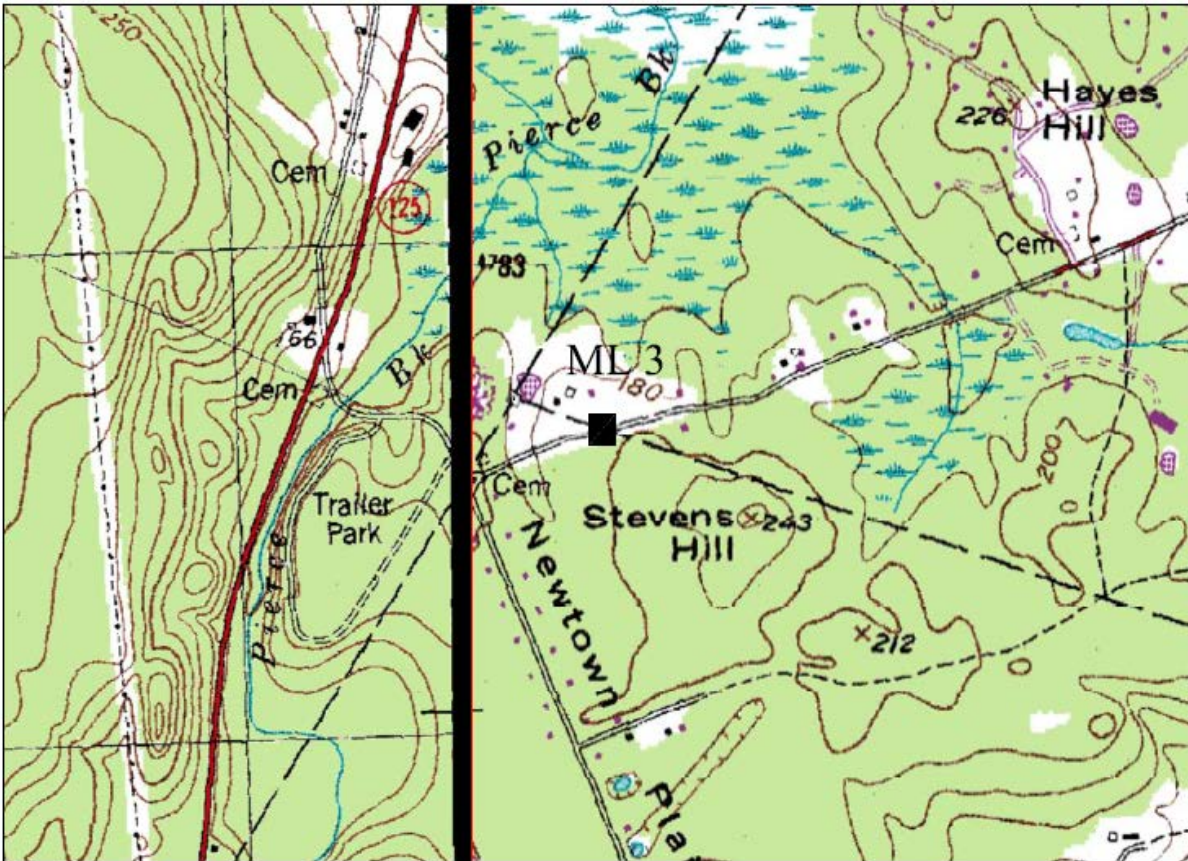 250
Cem
125
166
Cem
Bk
Trailer
Park
Pierce
Pierce
Bk
1783
ML 3
180
Cem
Stevens
Hill
243
212
Newtown
Pla
Hayes
Hill
226
Cem
200